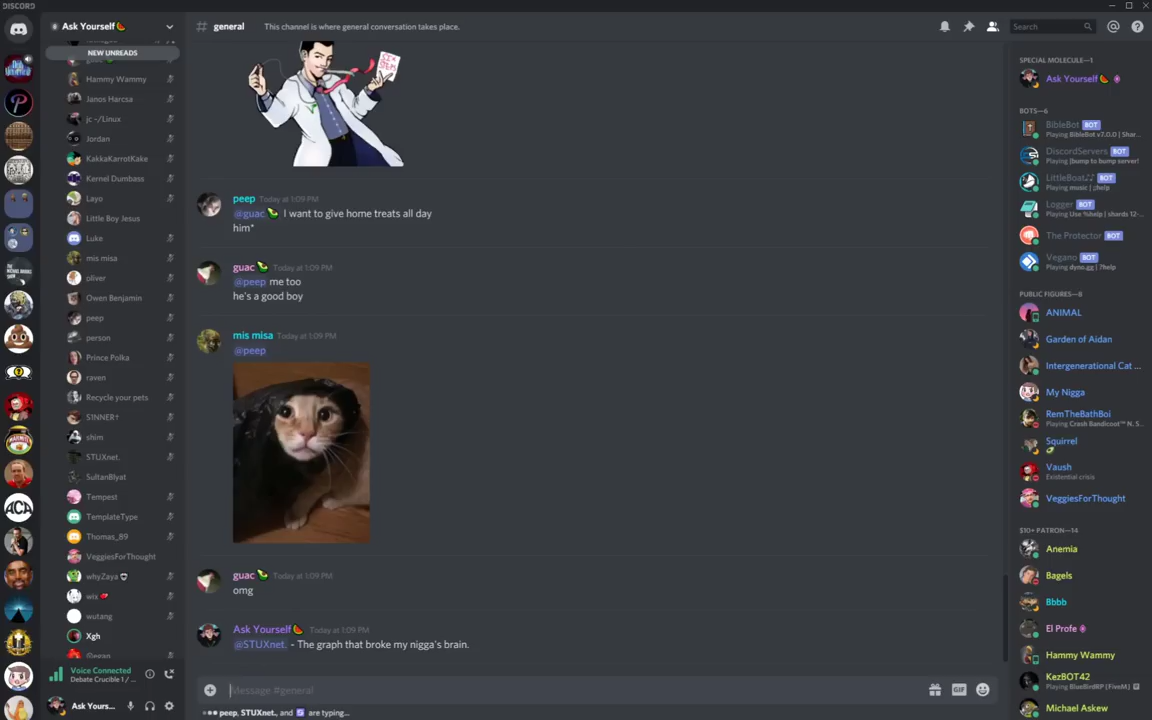 DISCORD
Ask Yourself
# general
This channel is where general conversation takes place.
Search
NEW UNREADS
Hammy Wammy
Janos Harcsa
jc ~/Linux
Jordan
KakkaKarrotKake
Kernel Dumbass
Layo
Little Boy Jesus
Luke
mis misa
oliver
Owen Benjamin
peep
person
Prince Polka
raven
Recycle your pets
S1NNER†
shim
STUXnet.
SultanBlyat
Tempest
TemplateType
Thomas_89
VeggiesForThought
whyZaya
wix
wutang
Xgh
Voice Connected
Debate Crucible 1 / ...
Ask Yours...
SIX
GEMS
peep Today at 1:09 PM
@guac I want to give home treats all day
him*
guac Today at 1:09 PM
@peep me too
he's a good boy
mis misa Today at 1:09 PM
@peep
guac Today at 1:09 PM
omg
Ask Yourself Today at 1:09 PM
@STUXnet. - The graph that broke my nigga's brain.
Message #general
GIF
peep, STUXnet., and are typing...
SPECIAL MOLECULE—1
Ask Yourself
BOTS—6
BibleBot BOT
Playing BibleBot v7.0.0 | Shar...
DiscordServers BOT
Playing (bump to bump server!
LittleBoat BOT
Playing music | ;help
Logger BOT
Playing Use %help | shards 12-...
The Protector BOT
Vegano BOT
Playing dyno.gg | ?help
PUBLIC FIGURES—8
ANIMAL
Garden of Aidan
Intergenerational Cat ...
My Nigga
RemTheBathBoi
Playing Crash Bandicoot™ N. S...
Squirrel
Vaush
Existential crisis
VeggiesForThought
$10+ PATRON—14
Anemia
Bagels
Bbbb
El Profe
Hammy Wammy
KezBOT42
Playing BlueBirdRP [FiveM]
Michael Askew
ACA